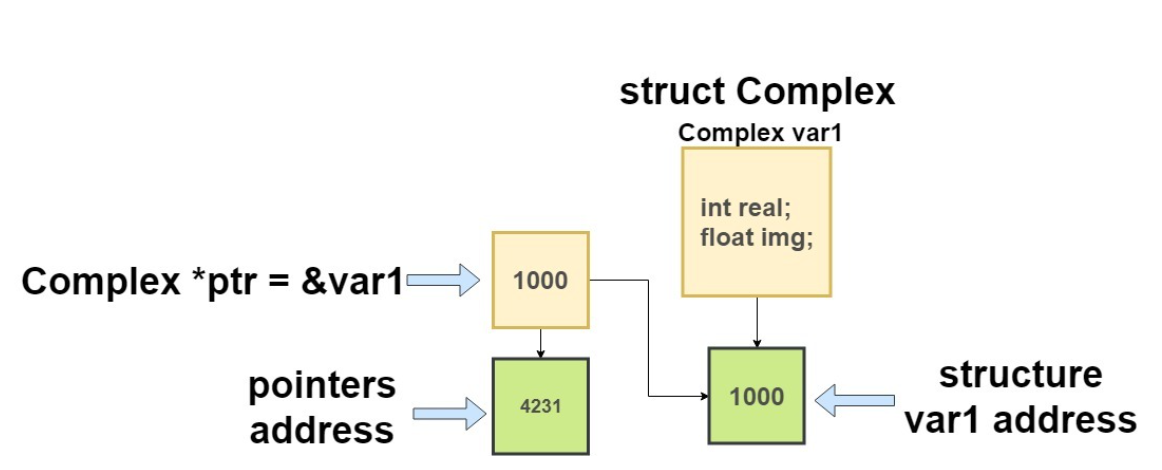 struct Complex
Complex var1
int real;
float img;
Complex *ptr = &var1
1000
pointers
address
4231
1000
structure
var1 address